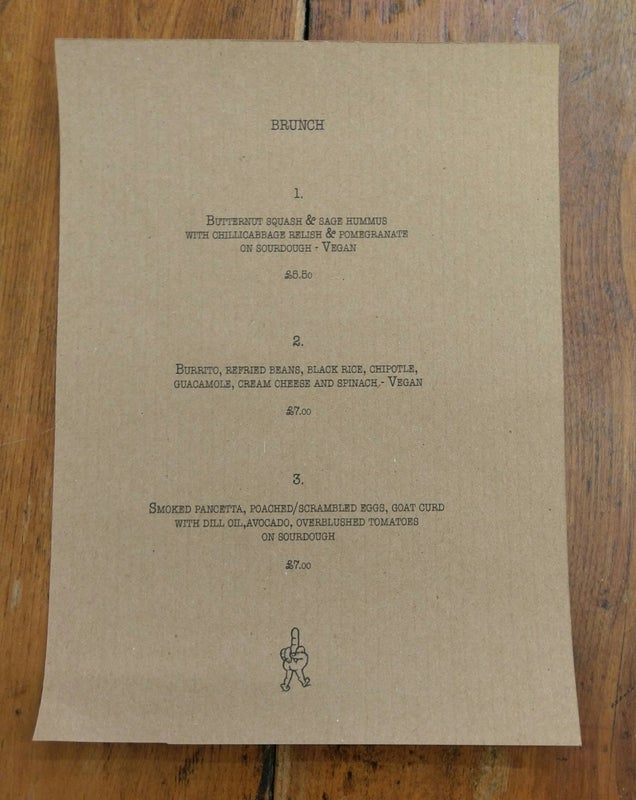 BRUNCH
1.
BUTTERNUT SQUASH & SAGE HUMMUS
WITH CHILLICABBAGE RELISH & POMEGRANATE
ON SOURDOUGH - VEGAN
£6.50
2.
BURRITO, REFRIED BEANS, BLACK RICE, CHIPOTLE,
GUACAMOLE, CREAM CHEESE AND SPINACH.- VEGAN
£7.00
3.
SMOKED PANCETTA, POACHED/SCRAMBLED EGGS, GOAT CURD
WITH DILL OIL,AVOCADO, OVERBLUSHED TOMATOES
ON SOURDOUGH
£7.00